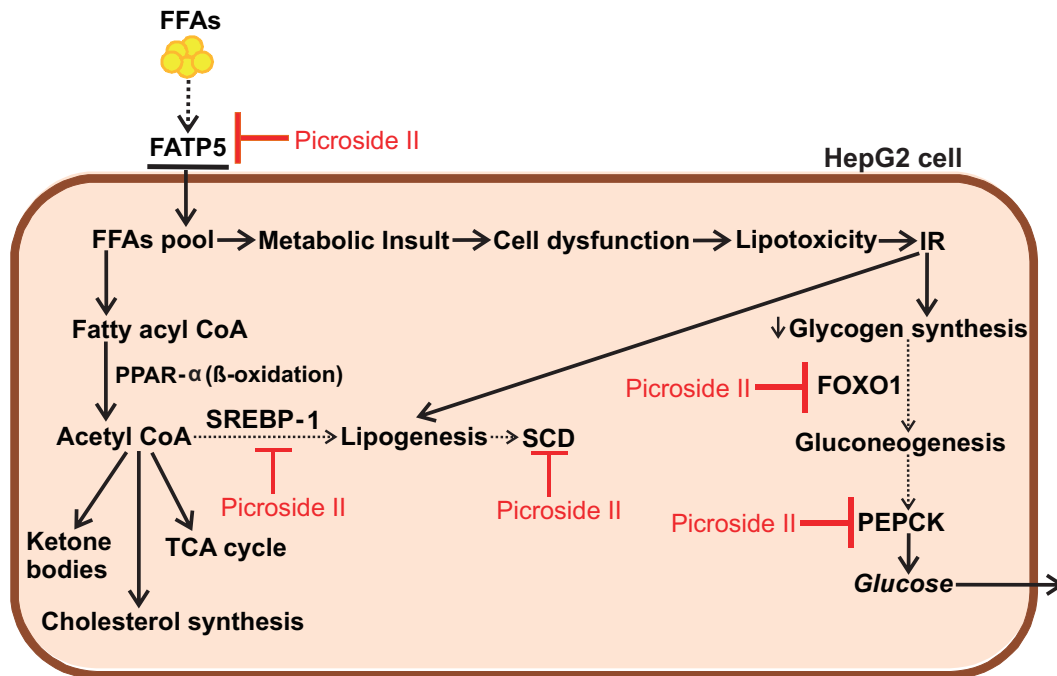 FFAs
FATP5
Picroside II
HepG2 cell
FFAs pool
Metabolic Insult
Cell dysfunction
Lipotoxicity
IR
Fatty acyl CoA
↓Glycogen synthesis
PPAR-α (ß-oxidation)
Picroside II
FOXO1
SREBP-1
Acetyl CoA
Lipogenesis
SCD
Gluconeogenesis
Picroside II
Picroside II
Picroside II
PEPCK
Ketone
bodies
TCA cycle
Glucose
Cholesterol synthesis